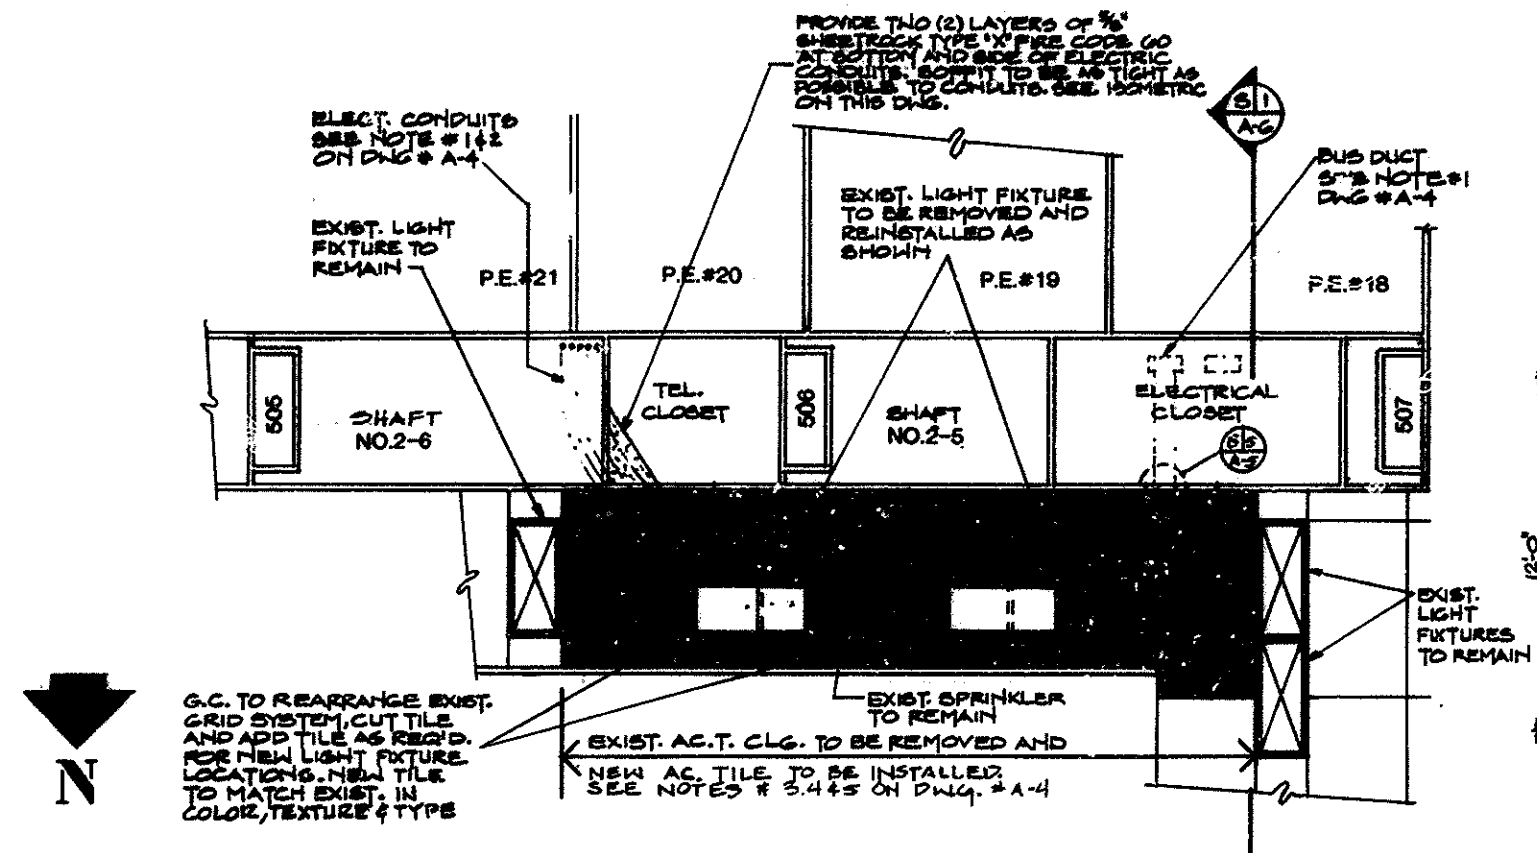 PROVIDE TWO (2) LAYERS OF 5/8"
SHEETROCK TYPE "X" FIRE CODE 60
AT BOTTOM AND SIDE OF ELECTRIC
CONDUITS. SOFFIT TO BE AS TIGHT AS
POSSIBLE TO CONDUITS. SEE ISOMETRIC
ON THIS DWG.
ELECT. CONDUITS
SEE NOTE # 1&2
ON DWG # A-4
S 1
A-6
BUS DUCT
NOTE #1
DWG # A-4
EXIST. LIGHT FIXTURE
TO BE REMOVED AND
REINSTALLED AS
SHOWN
EXIST. LIGHT
FIXTURE TO
REMAIN
P.E.#21
P.E.#20
P.E.#19
P.E.#18
505
SHAFT
NO.2-6
TEL.
CLOSET
506
SHAFT
NO.2-5
ELECTRICAL
CLOSET
507
A-5
12'-0"
EXIST.
LIGHT
FIXTURES
TO REMAIN
G.C. TO REARRANGE EXIST.
GRID SYSTEM, CUT TILE
AND ADD TILE AS REQ'D.
FOR NEW LIGHT FIXTURE
LOCATIONS. NEW TILE
TO MATCH EXIST. IN
COLOR, TEXTURE & TYPE
EXIST. SPRINKLER
TO REMAIN
EXIST. AC.T. CLG. TO BE REMOVED AND
NEW AC. TILE TO BE INSTALLED.
SEE NOTES # 3.4&5 ON DWG. # A-4
N